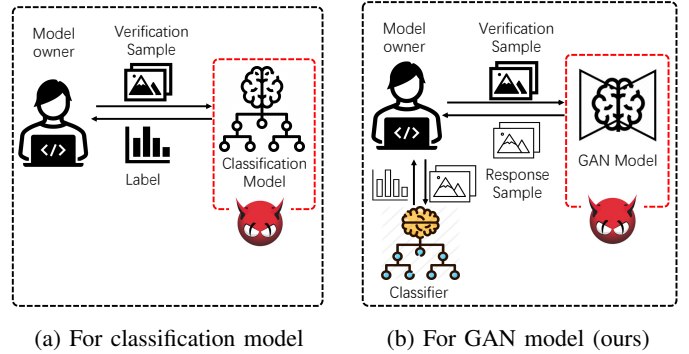 Model
owner
Verification
Sample
</>
Label
Classification
Model
(a) For classification model
Model
owner
Verification
Sample
</>
Response
Sample
GAN Model
Classifier
(b) For GAN model (ours)